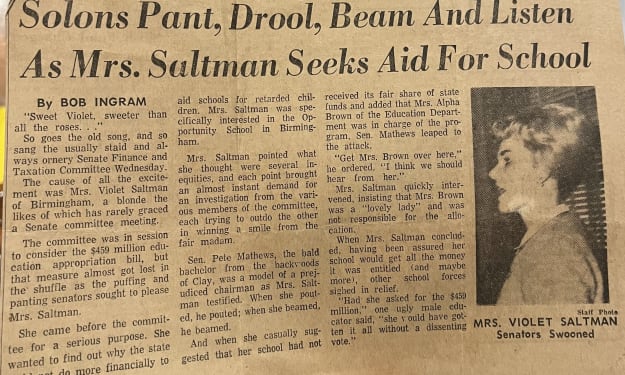 Solons Pant, Drool, Beam And Listen
As Mrs. Saltman Seeks Aid For School
By BOB INGRAM
"Sweet Violet, sweeter than
all the roses. . ."
So goes the old song, and so
sang the usually staid and al-
ways ornery Senate Finance and
Taxation Committee Wednesday.
The cause of all the excite-
ment was Mrs. Violet Saltman
of Birmingham, a blonde the
likes of which has rarely graced
a Senate committee meeting.
The committee was in session
to consider the $459 million edu-
cation appropriation bill, but
that measure almost got lost in
the shuffle as the puffing and
panting senators sought to please
Mrs. Saltman.
She came before the commit-
tee for a serious purpose. She
wanted to find out why the state
not do more financially to
aid schools for retarded chil-
dren. Mrs. Saltman was spe-
cifically interested in the Op-
portunity School in Birming-
ham.
Mrs. Saltman pointed what
she thought were several in-
equities, and each point brought
an almost instant demand for
an investigation from the vari-
ous members of the committee,
each trying to outdo the other
in winning a smile from the
fair madam.
Sen. Pete Mathews, the bald
bachelor from the backwoods
of Clay, was a model of a prej-
udiced chairman as Mrs. Salt-
man testified. When she pout-
ed, he pouted; when she beamed,
he beamed.
And when she casually sug-
gested that her school had not
received its fair share of state
funds and added that Mrs. Alpha
Brown of the Education Depart-
ment was in charge of the pro-
gram, Sen. Mathews leaped to
the attack.
"Get Mrs. Brown over here,"
he ordered. "I think we should
hear from her."
Mrs. Saltman quickly inter-
vened, insisting that Mrs. Brown
was a "lovely lady" and was
not responsible for the allo-
cation.
When Mrs. Saltman conclud-
ed, having been assured her
school would get all the money
it was entitled (and maybe
more), other school forces
sighed in relief.
"Had she asked for the $459
million," one ugly male edu-
cator said, "she would have got-
ten it all without a dissenting
vote."
Staff Photo
MRS. VIOLET SALTMAN
Senators Swooned